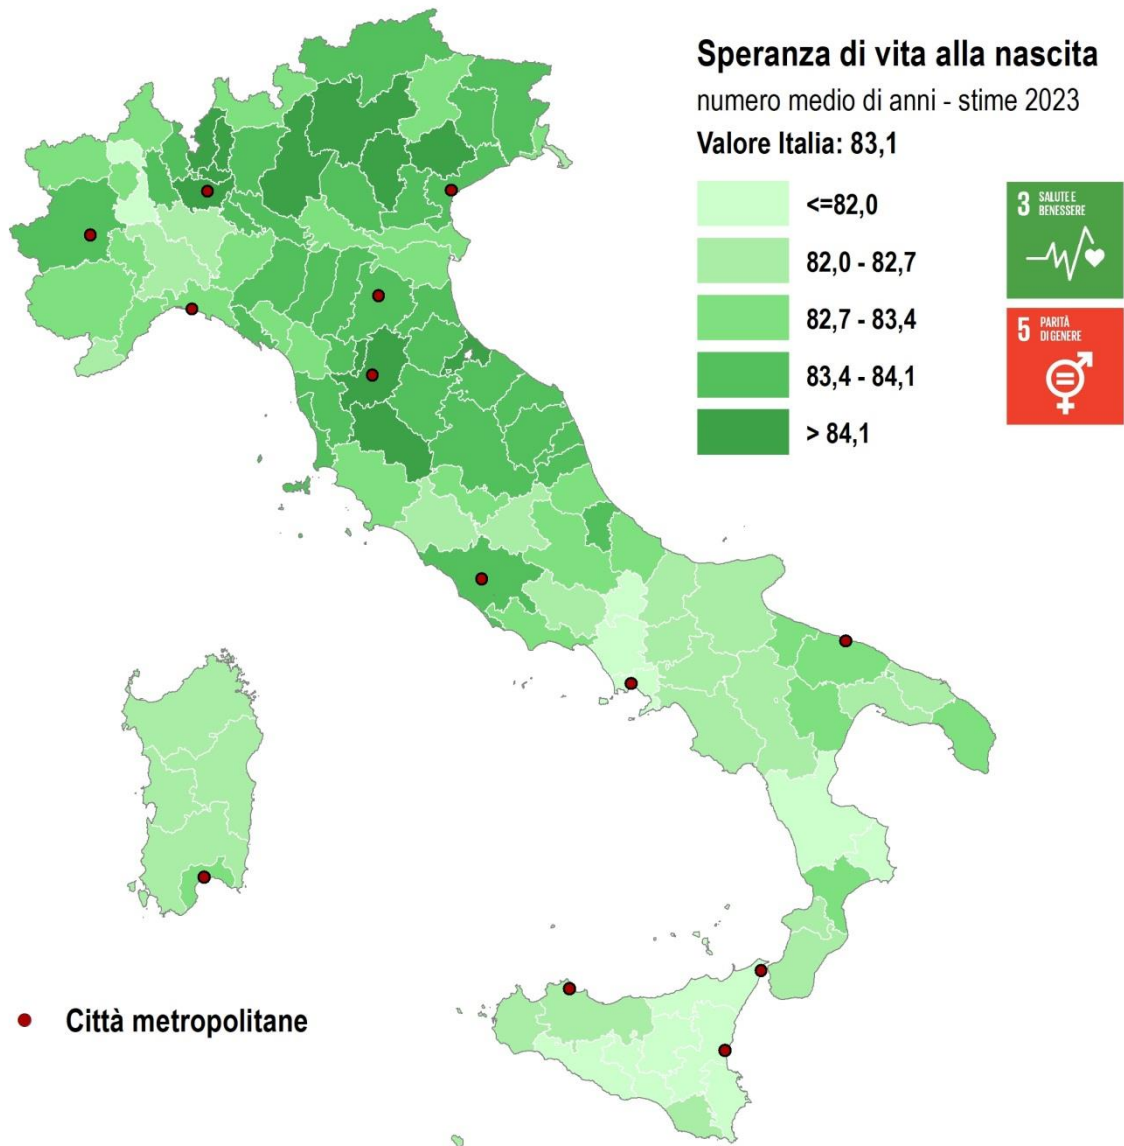 Speranza di vita alla nascita
numero medio di anni - stime 2023
Valore Italia: 83,1
<=82,0
82,0 - 82,7
82,7 - 83,4
83,4 - 84,1
> 84,1
3 SALUTE E
BENESSERE
5 PARITÀ
DI GENERE
Città metropolitane